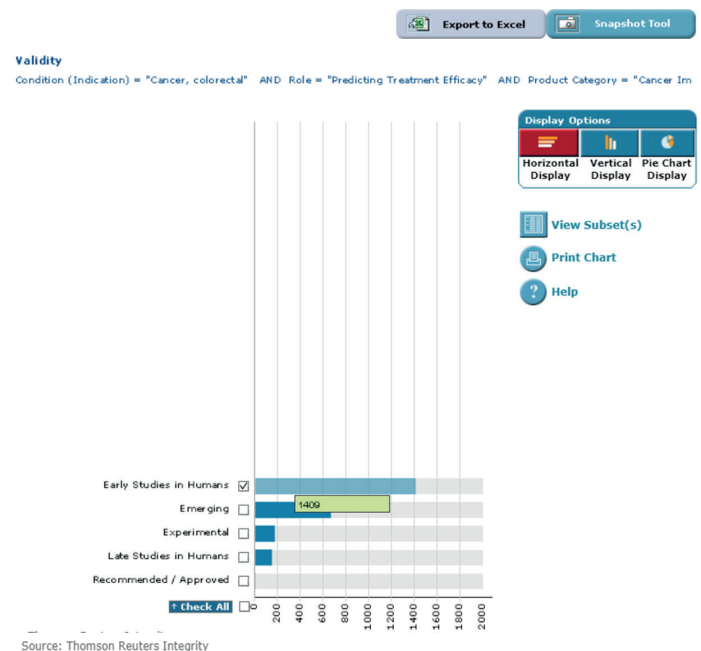 Export to Excel
Snapshot Tool
Validity
Condition (Indication) = "Cancer, colorectal" AND Role = "Predicting Treatment Efficacy" AND Product Category = "Cancer Im
Display Options
Horizontal Display
Vertical Display
Pie Chart Display
View Subset(s)
Print Chart
? Help
Early Studies in Humans
1409
Emerging
Experimental
Late Studies in Humans
Recommended / Approved
↑ Check All
0 200 400 600 800 1000 1200 1400 1600 1800 2000
Source: Thomson Reuters Integrity